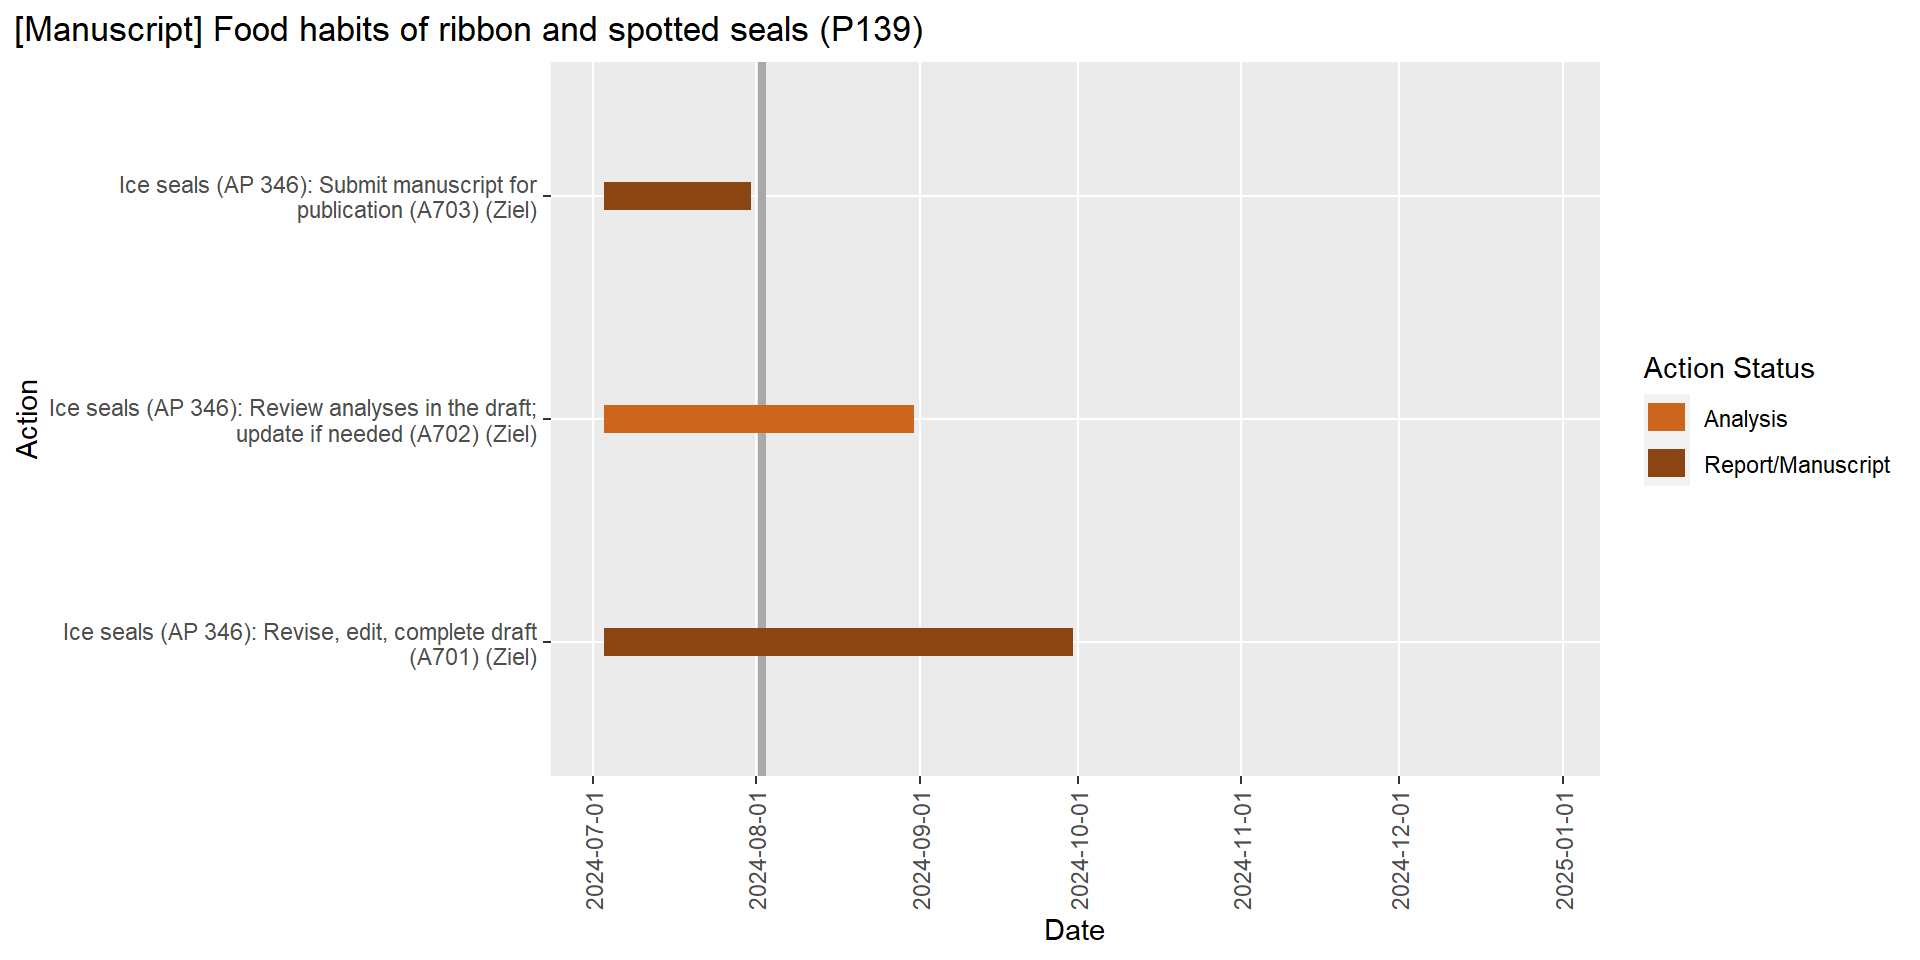 [Manuscript] Food habits of ribbon and spotted seals (P139)
Action
Ice seals (AP 346): Submit manuscript for
publication (A703) (Ziel)
Ice seals (AP 346): Review analyses in the draft;
update if needed (A702) (Ziel)
Ice seals (AP 346): Revise, edit, complete draft
(A701) (Ziel)
2024-07-01
2024-08-01
2024-09-01
2024-10-01
2024-11-01
2024-12-01
2025-01-01
Date
Action Status
Analysis
Report/Manuscript